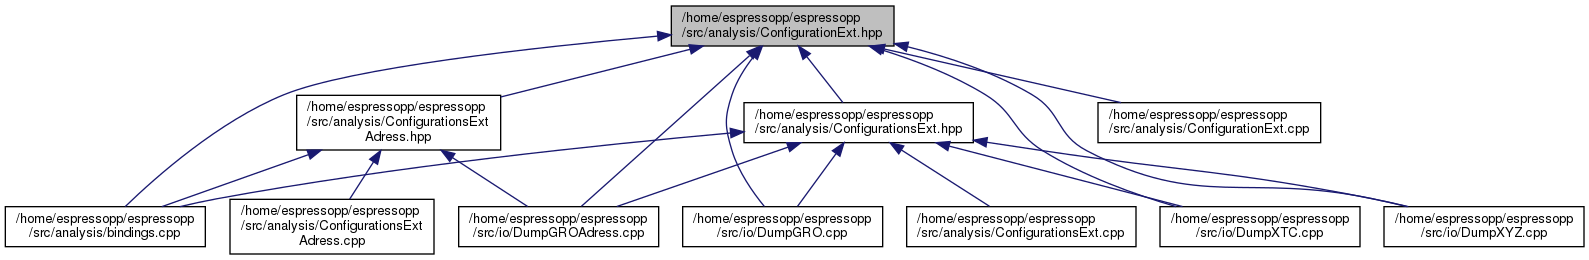 /home/espressopp/espressopp
/src/analysis/ConfigurationExt.hpp
/home/espressopp/espressopp
/src/analysis/ConfigurationsExt
Adress.hpp
/home/espressopp/espressopp
/src/analysis/ConfigurationsExt.hpp
/home/espressopp/espressopp
/src/analysis/ConfigurationExt.cpp
/home/espressopp/espressopp
/src/analysis/bindings.cpp
/home/espressopp/espressopp
/src/analysis/ConfigurationsExt
Adress.cpp
/home/espressopp/espressopp
/src/io/DumpGROAdress.cpp
/home/espressopp/espressopp
/src/io/DumpGRO.cpp
/home/espressopp/espressopp
/src/analysis/ConfigurationsExt.cpp
/home/espressopp/espressopp
/src/io/DumpXTC.cpp
/home/espressopp/espressopp
/src/io/DumpXYZ.cpp